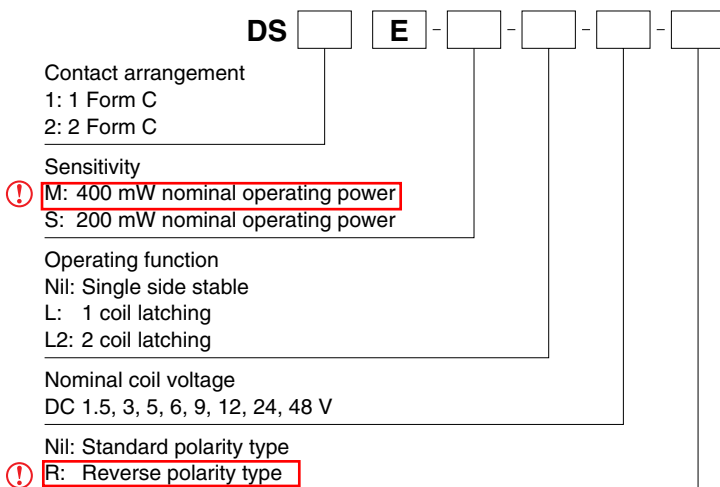 DS E - - - -
Contact arrangement
1: 1 Form C
2: 2 Form C
Sensitivity
! M: 400 mW nominal operating power
S: 200 mW nominal operating power
Operating function
Nil: Single side stable
L: 1 coil latching
L2: 2 coil latching
Nominal coil voltage
DC 1.5, 3, 5, 6, 9, 12, 24, 48 V
Nil: Standard polarity type
! R: Reverse polarity type